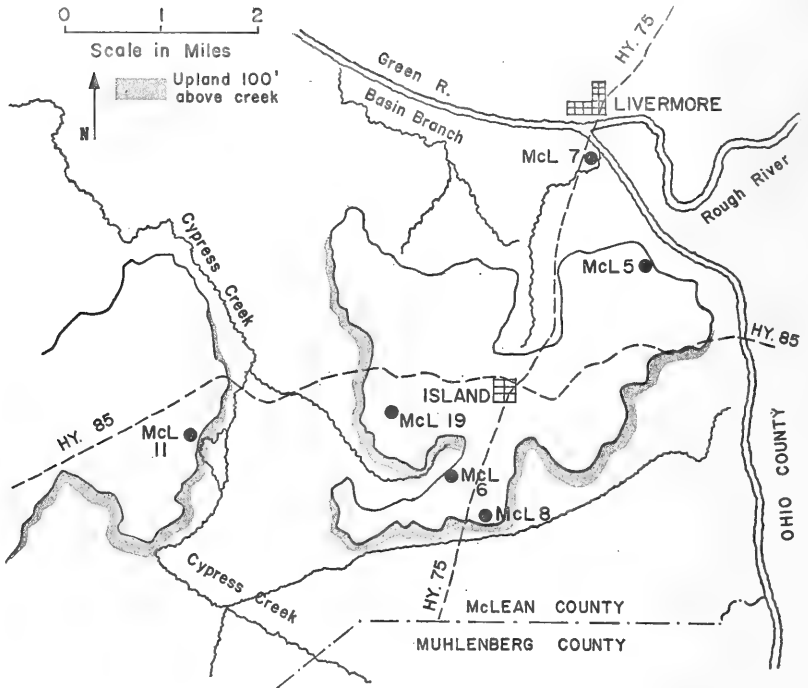 0 1 2
Scale in Miles
Upland 100'
above creek
N
HY. 75
Green R.
Basin Branch
LIVERMORE
McL 7
Rough River
Cypress
Creek
McL 5
HY. 85
ISLAND
McL 19
HY. 85
McL
11
McL
6
McL 8
OHIO COUNTY
Cypress Creek
HY. 75
McLEAN COUNTY
MUHLENBERG COUNTY